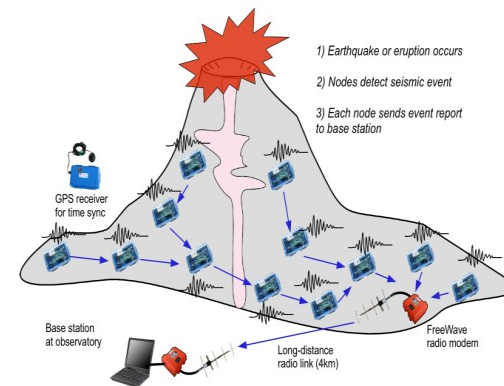 1) Earthquake or eruption occurs
2) Nodes detect seismic event
3) Each node sends event report
to base station
GPS receiver
for time sync
Base station
at observatory
Long-distance
radio link (4km)
FreeWave
radio modem